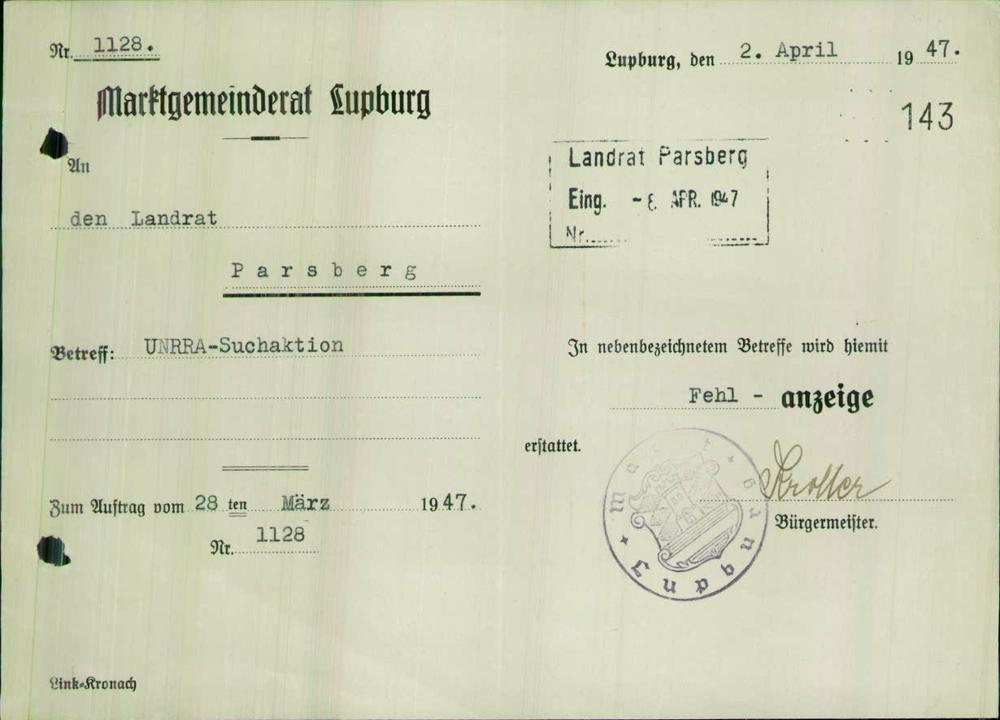 Nr. 1128.
Marktgemeinderat Lupburg
An
den Landrat
Parsberg
Betreff: UNRRA-Suchaktion
Zum Auftrag vom 28 ten März 1947.
Nr. 1128
Link-Kronach
Lupburg, den 2. April 1947.
143
Landrat Parsberg
Eing. - 8. APR. 1947
Nr.
In nebenbezeichnetem Betreffe wird hiemit
Fehl - anzeige
erstattet.
Kroller
Bürgermeister.
Lupburg